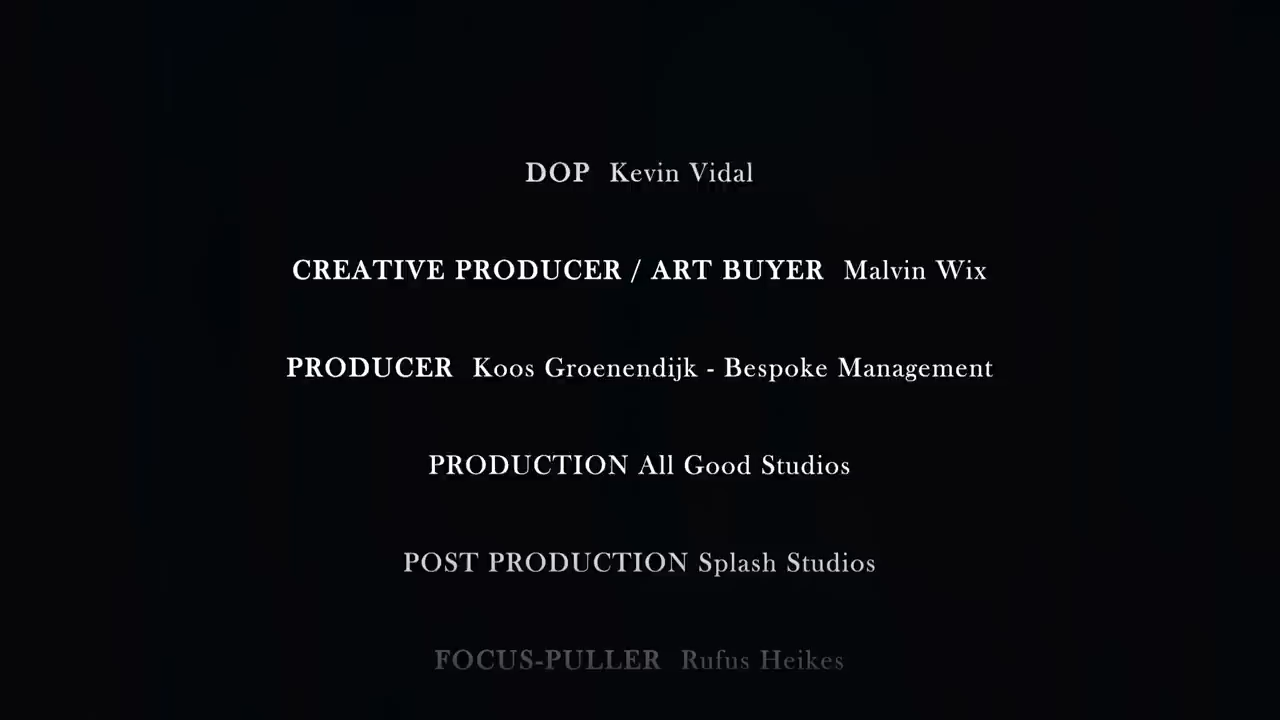 DOP Kevin Vidal
CREATIVE PRODUCER / ART BUYER Malvin Wix
PRODUCER Koos Groenendijk - Bespoke Management
PRODUCTION All Good Studios
POST PRODUCTION Splash Studios
FOCUS-PULLER Rufus Heikes